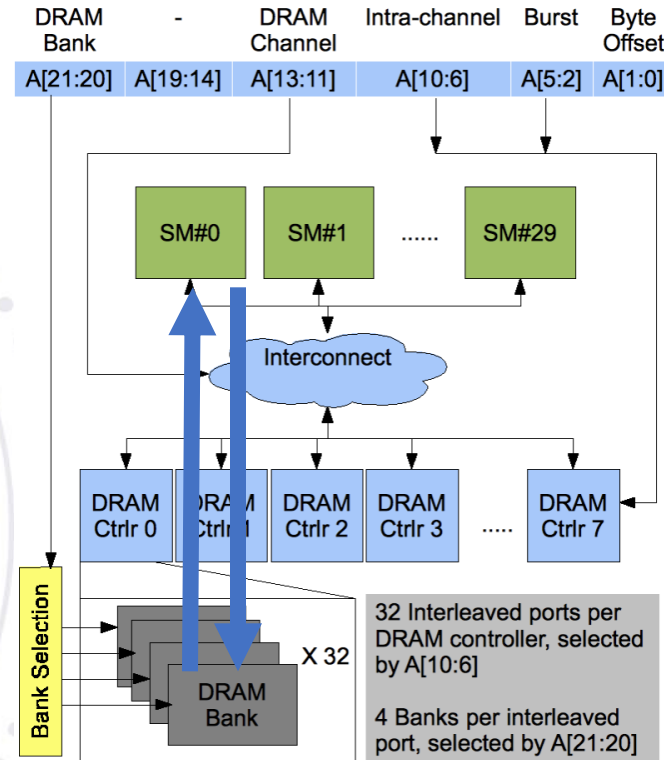 DRAM Bank
-
DRAM Channel
Intra-channel
Burst
Byte Offset
A[21:20]
A[19:14]
A[13:11]
A[10:6]
A[5:2]
A[1:0]
SM#0
SM#1
......
SM#29
Interconnect
DRAM Ctrlr 0
DRAM Ctrlr 1
DRAM Ctrlr 2
DRAM Ctrlr 3
.....
DRAM Ctrlr 7
Bank Selection
X 32
DRAM Bank
32 Interleaved ports per
DRAM controller, selected
by A[10:6]
4 Banks per interleaved
port, selected by A[21:20]